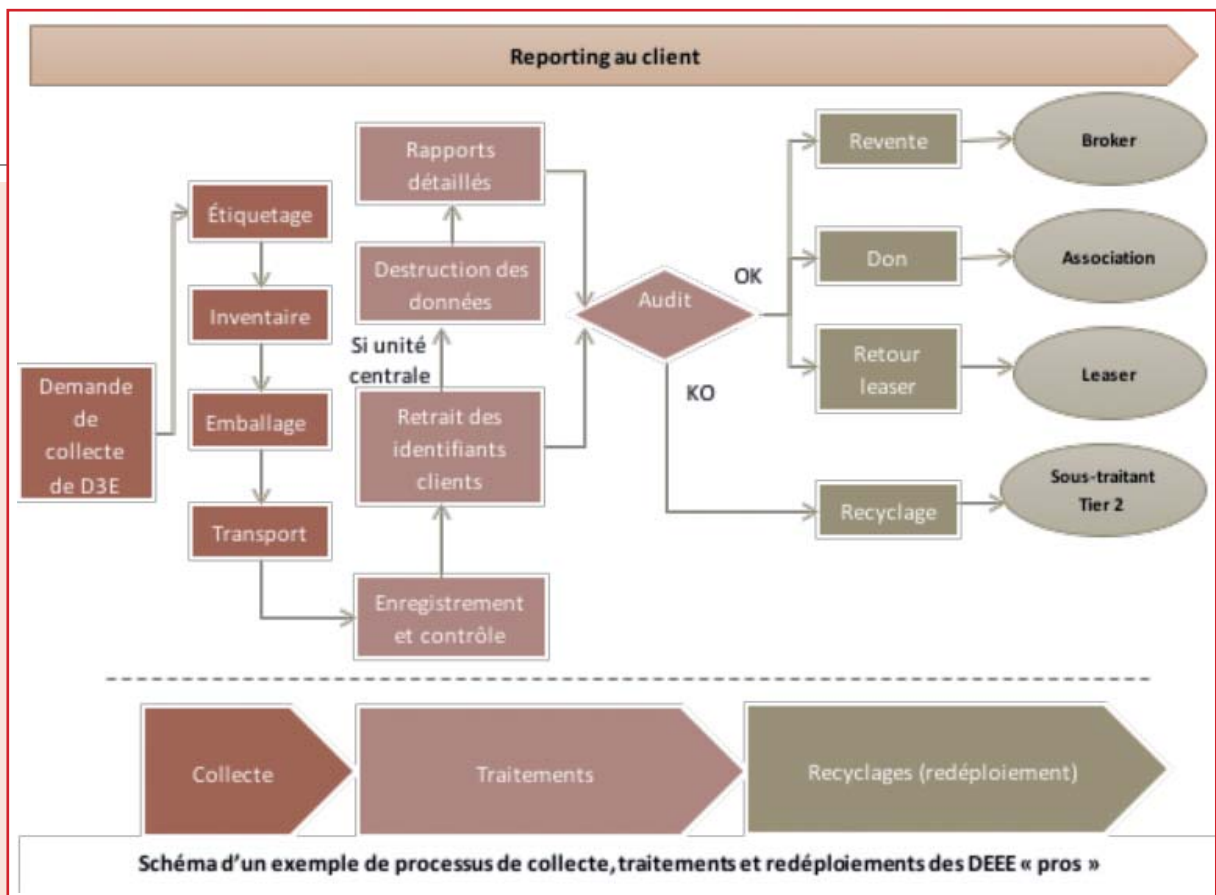 Reporting au client
Demande
de
collecte
de D3E
Étiquetage
Inventaire
Emballage
Transport
Rapports
détaillés
Destruction des
données
Si unité
centrale
Retrait des
identifiants
clients
Enregistrement
et contrôle
Audit
OK
KO
Revente
Broker
Don
Association
Retour
leaser
Leaser
Recyclage
Sous-traitant
Tier 2
Collecte
Traitements
Recyclages (redéploiement)
Schéma d'un exemple de processus de collecte, traitements et redéploiements des DEEE « pros »